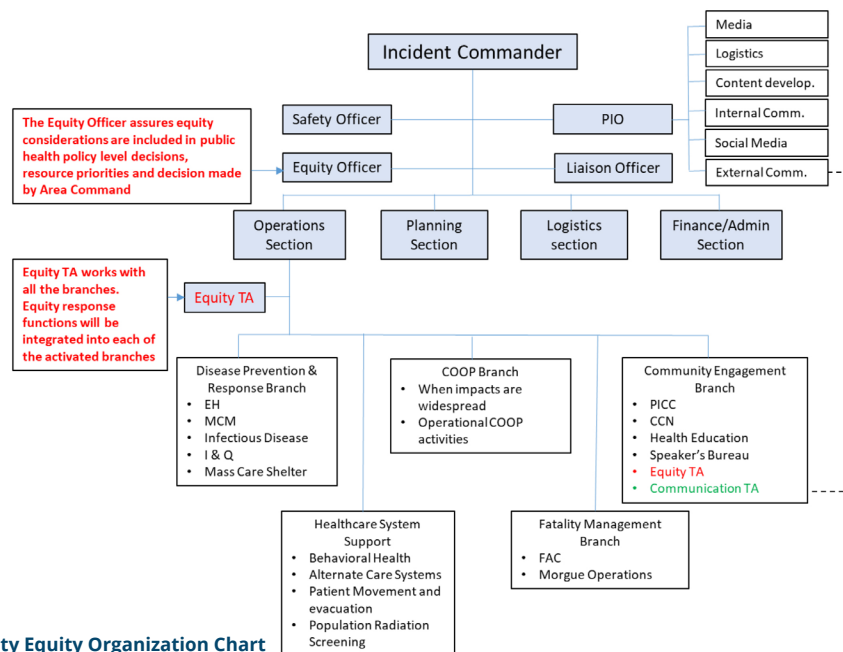 Incident Commander
Media
Logistics
Content develop.
Internal Comm.
Social Media
External Comm.
Safety Officer
PIO
Equity Officer
Liaison Officer
The Equity Officer assures equity
considerations are included in public
health policy level decisions,
resource priorities and decision made
by Area Command
Operations
Section
Planning
Section
Logistics
section
Finance/Admin
Section
Equity TA works with
all the branches.
Equity response
functions will be
integrated into each of
the activated branches
Equity TA
Disease Prevention &
Response Branch
• EH
• MCM
• Infectious Disease
• I & Q
• Mass Care Shelter
COOP Branch
• When impacts are
widespread
• Operational COOP
activities
Community Engagement
Branch
• PICC
• CCN
• Health Education
• Speaker's Bureau
• Equity TA
• Communication TA
Healthcare System
Support
• Behavioral Health
• Alternate Care Systems
• Patient Movement and
evacuation
• Population Radiation
Screening
Fatality Management
Branch
• FAC
• Morgue Operations
ty Equity Organization Chart